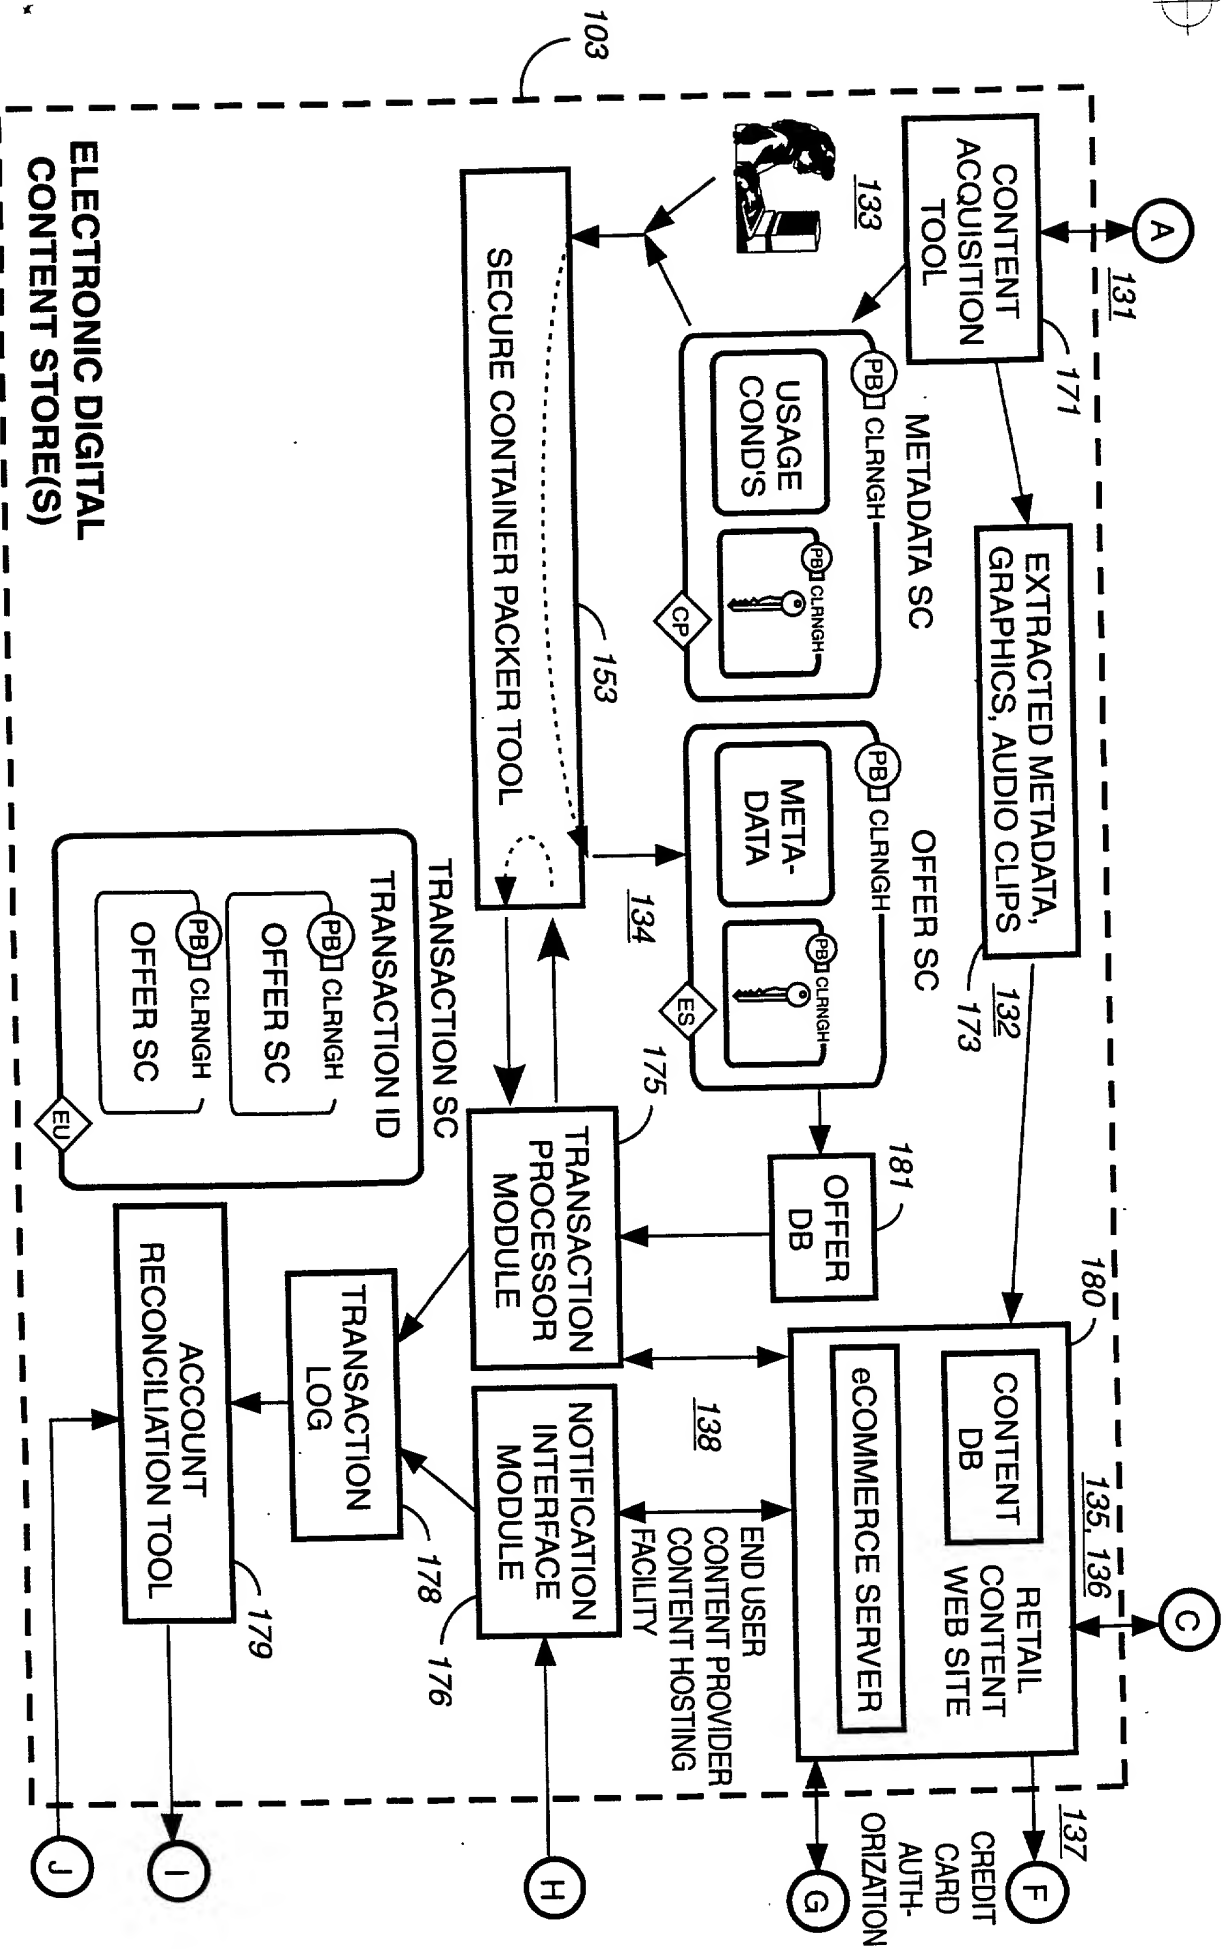 103
A
131
CONTENT
ACQUISITION
TOOL
171
133
METADATA SC
PB CLRNGH
USAGE
COND'S
PB CLRNGH
CP
EXTRACTED METADATA,
GRAPHICS, AUDIO CLIPS
173
132
OFFER SC
PB CLRNGH
META-
DATA
PB CLRNGH
ES
134
SECURE CONTAINER PACKER TOOL
153
181
OFFER
DB
175
TRANSACTION
PROCESSOR
MODULE
180
CONTENT
DB
RETAIL
CONTENT
WEB SITE
eCOMMERCE SERVER
135, 136
C
137
F
CREDIT
CARD
AUTH-
ORIZATION
G
138
END USER
CONTENT PROVIDER
CONTENT HOSTING
FACILITY
NOTIFICATION
INTERFACE
MODULE
176
H
TRANSACTION SC
TRANSACTION ID
PB CLRNGH
OFFER SC
PB CLRNGH
OFFER SC
EU
TRANSACTION
LOG
178
ACCOUNT
RECONCILIATION TOOL
179
I
J
ELECTRONIC DIGITAL
CONTENT STORE(S)